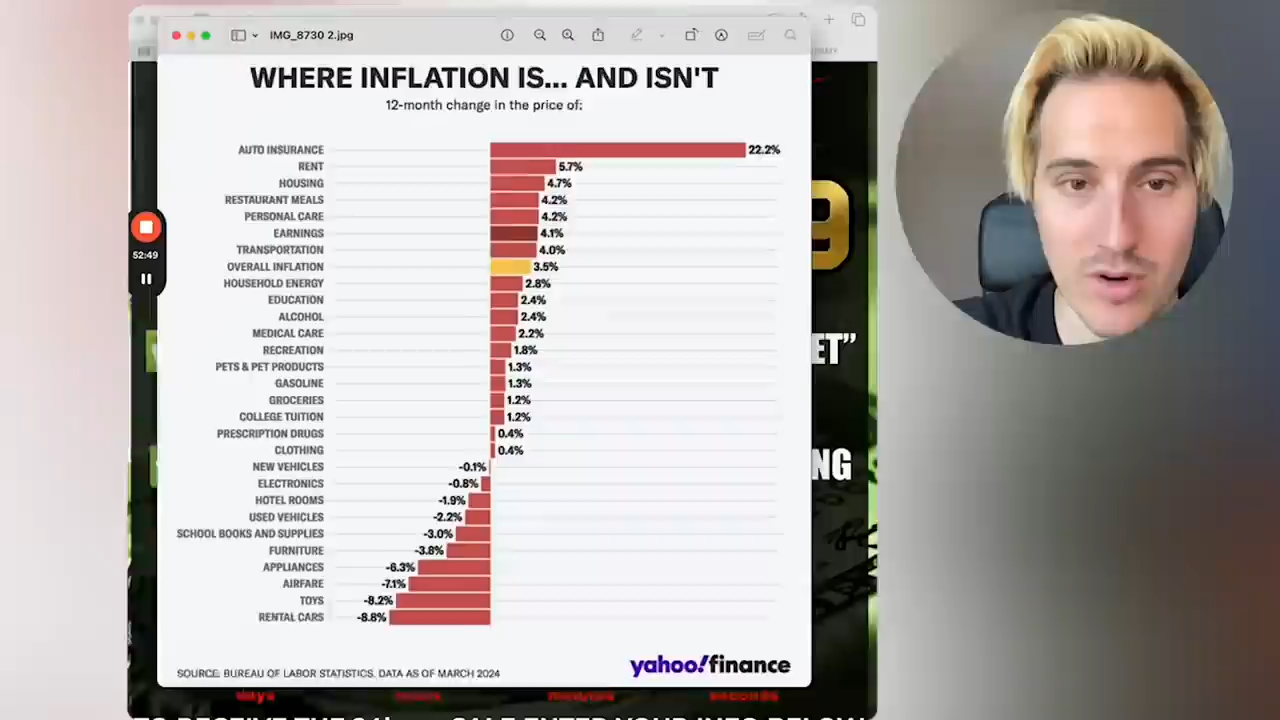 IMG_8730 2.jpg
WHERE INFLATION IS... AND ISN'T
12-month change in the price of:
AUTO INSURANCE 22.2%
RENT 5.7%
HOUSING 4.7%
RESTAURANT MEALS 4.2%
PERSONAL CARE 4.2%
EARNINGS 4.1%
TRANSPORTATION 4.0%
OVERALL INFLATION 3.5%
HOUSEHOLD ENERGY 2.8%
EDUCATION 2.4%
ALCOHOL 2.4%
MEDICAL CARE 2.2%
RECREATION 1.8%
PETS & PET PRODUCTS 1.3%
GASOLINE 1.3%
GROCERIES 1.2%
COLLEGE TUITION 1.2%
PRESCRIPTION DRUGS 0.4%
CLOTHING 0.4%
NEW VEHICLES -0.1%
ELECTRONICS -0.8%
HOTEL ROOMS -1.9%
USED VEHICLES -2.2%
SCHOOL BOOKS AND SUPPLIES -3.0%
FURNITURE -3.8%
APPLIANCES -6.3%
AIRFARE -7.1%
TOYS -8.2%
RENTAL CARS -8.8%
SOURCE: BUREAU OF LABOR STATISTICS. DATA AS OF MARCH 2024
yahoo!finance
52:49
9
ET”
NG